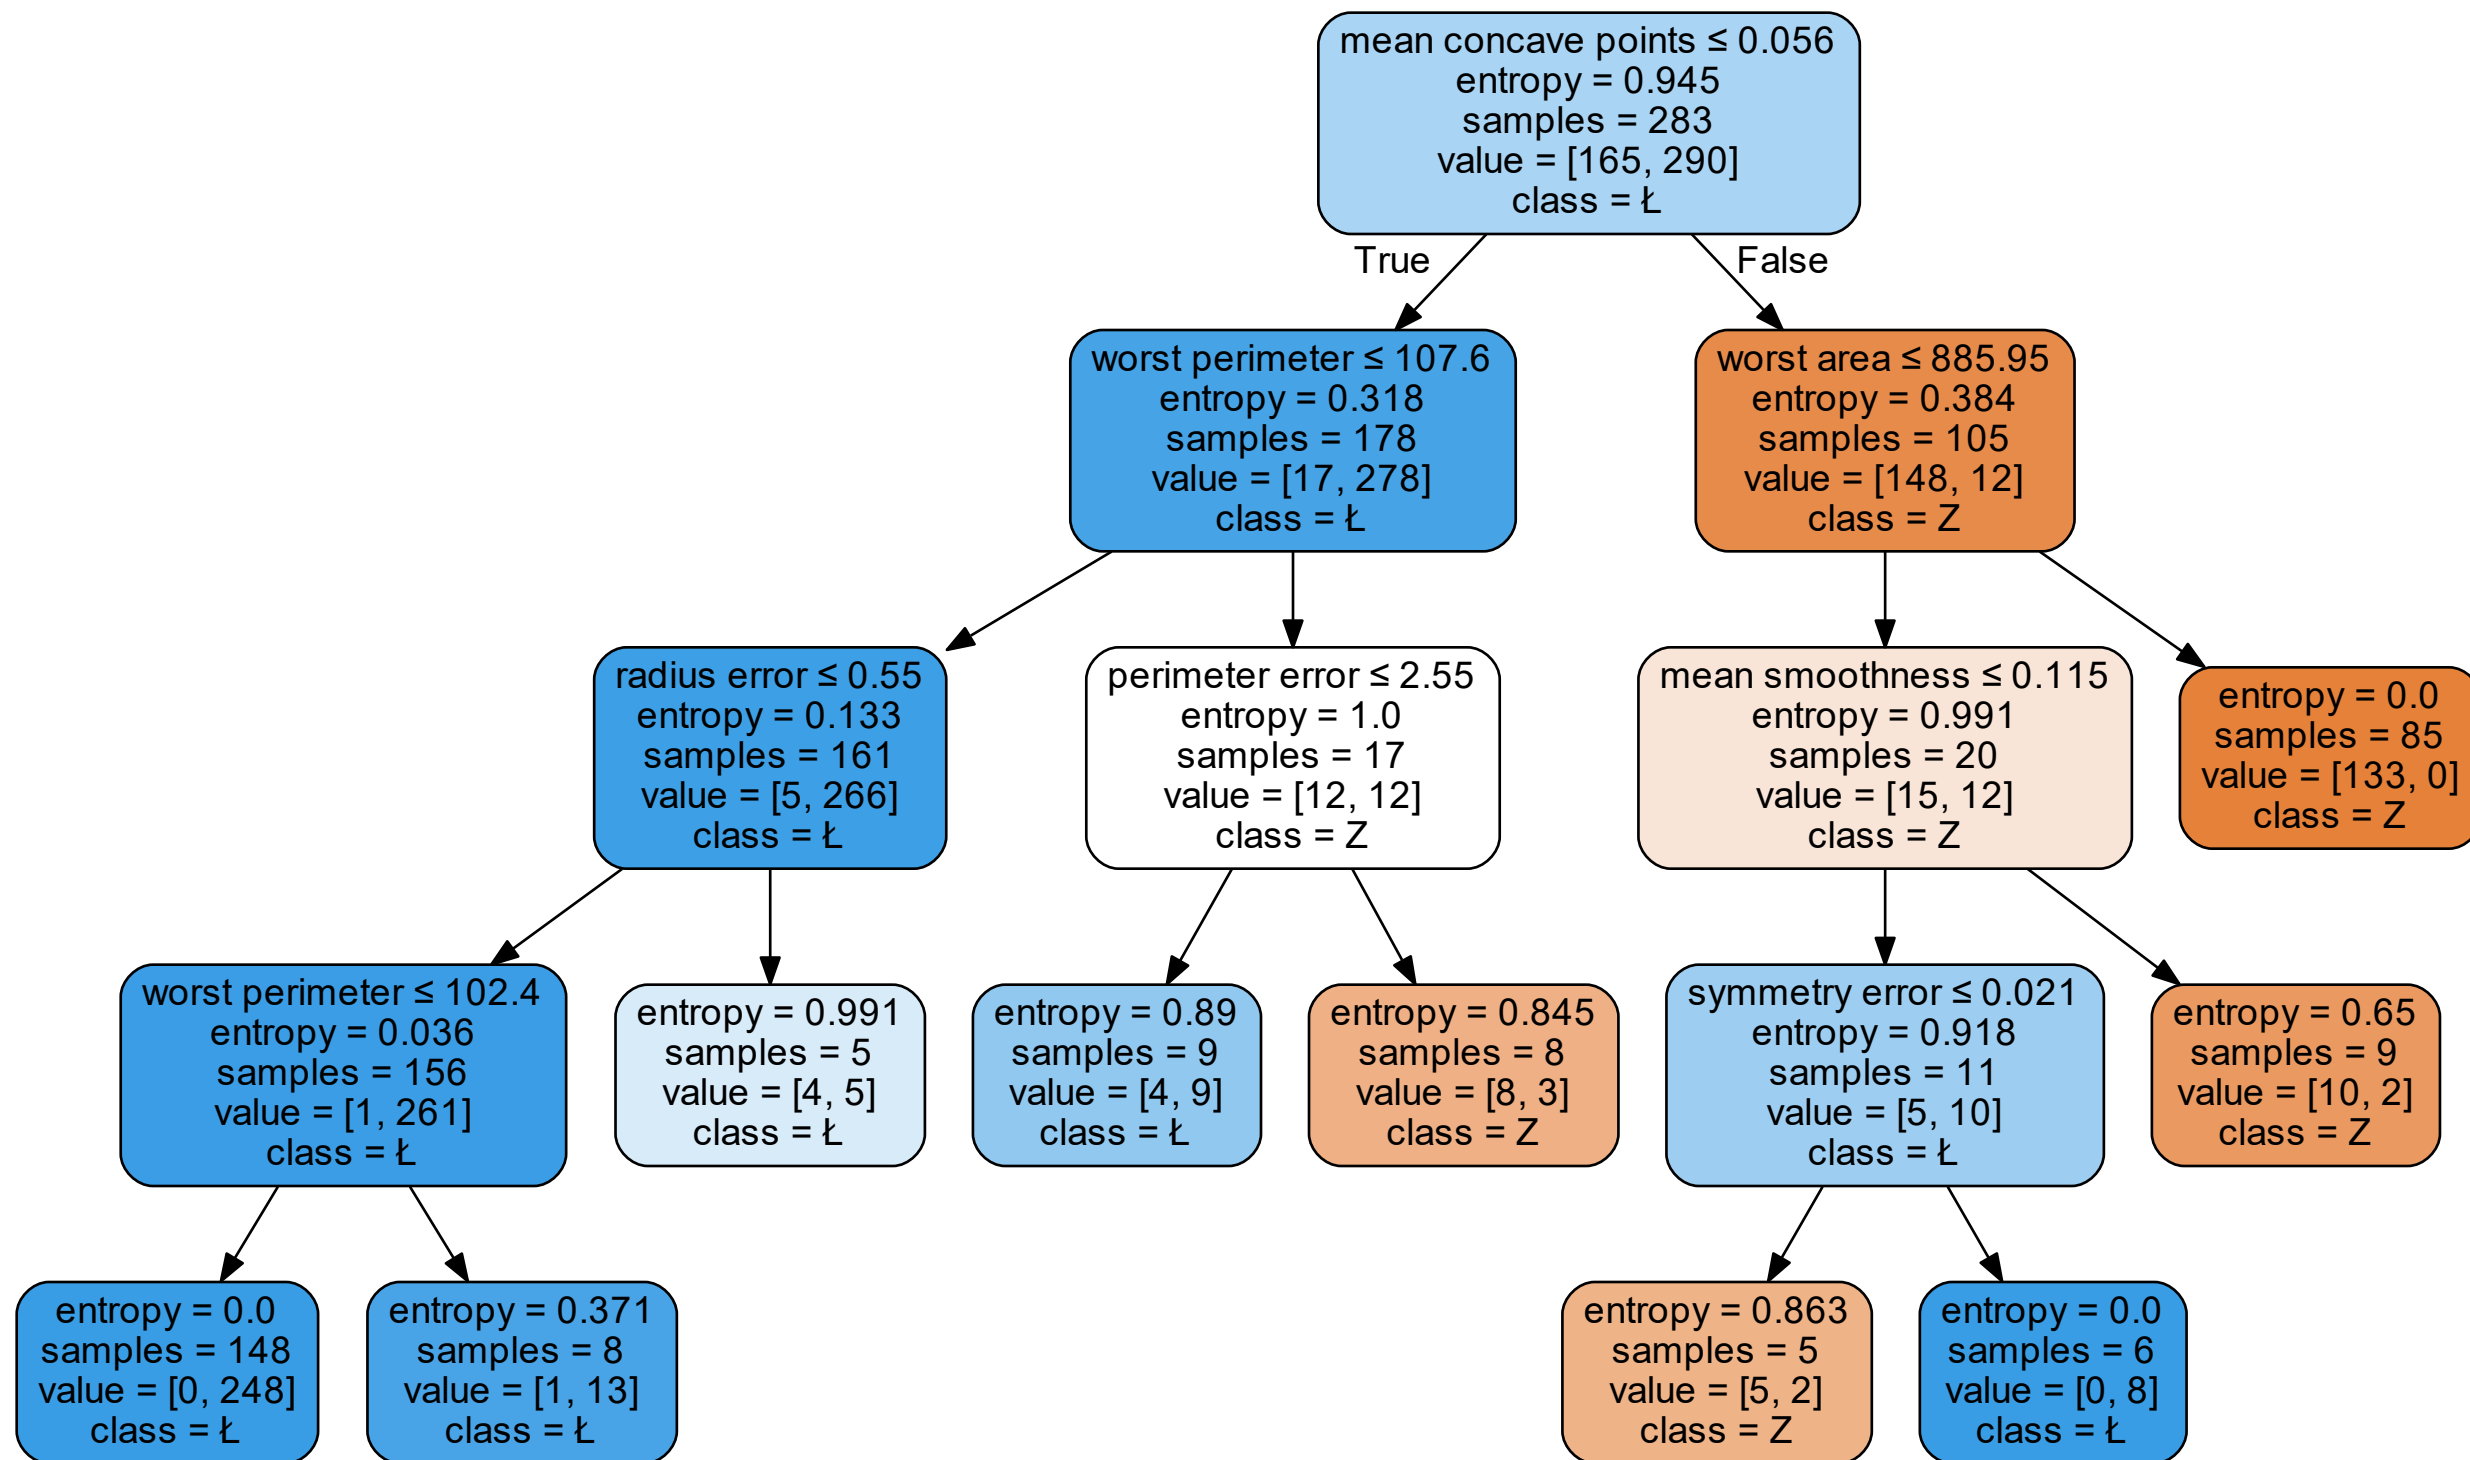 mean concave points ≤ 0.056
entropy = 0.945
samples = 283
value = [165, 290]
class = Ł
True
False
worst perimeter ≤ 107.6
entropy = 0.318
samples = 178
value = [17, 278]
class = Ł
worst area ≤ 885.95
entropy = 0.384
samples = 105
value = [148, 12]
class = Z
radius error ≤ 0.55
entropy = 0.133
samples = 161
value = [5, 266]
class = Ł
perimeter error ≤ 2.55
entropy = 1.0
samples = 17
value = [12, 12]
class = Z
mean smoothness ≤ 0.115
entropy = 0.991
samples = 20
value = [15, 12]
class = Z
entropy = 0.0
samples = 85
value = [133, 0]
class = Z
worst perimeter ≤ 102.4
entropy = 0.036
samples = 156
value = [1, 261]
class = Ł
entropy = 0.991
samples = 5
value = [4, 5]
class = Ł
entropy = 0.89
samples = 9
value = [4, 9]
class = Ł
entropy = 0.845
samples = 8
value = [8, 3]
class = Z
symmetry error ≤ 0.021
entropy = 0.918
samples = 11
value = [5, 10]
class = Ł
entropy = 0.65
samples = 9
value = [10, 2]
class = Z
entropy = 0.0
samples = 148
value = [0, 248]
class = Ł
entropy = 0.371
samples = 8
value = [1, 13]
class = Ł
entropy = 0.863
samples = 5
value = [5, 2]
class = Z
entropy = 0.0
samples = 6
value = [0, 8]
class = Ł